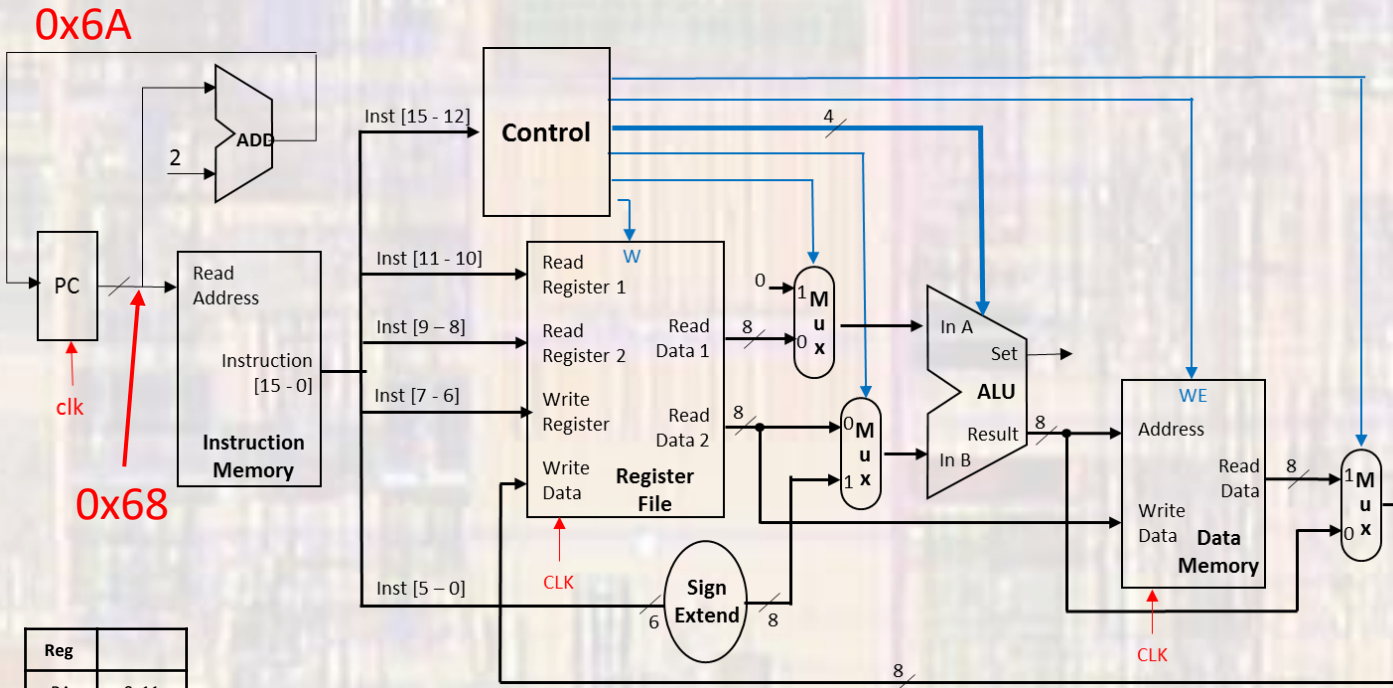 0x6A
ADD
2
PC
clk
0x68
Read
Address
Instruction
[15 - 0]
Instruction
Memory
Inst [15 - 12]
Inst [11 - 10]
Inst [9 – 8]
Inst [7 - 6]
Inst [5 – 0]
Control
4
W
Read
Register 1
Read
Register 2
Write
Register
Write
Data
Read
Data 1
Read
Data 2
Register
File
CLK
8
8
0
1
0
M
u
x
0
1
M
u
x
6
Sign
Extend
8
In A
Set
ALU
Result
In B
8
WE
Address
Read
Data
Write
Data
Data
Memory
CLK
8
1
0
M
u
x
8
Reg